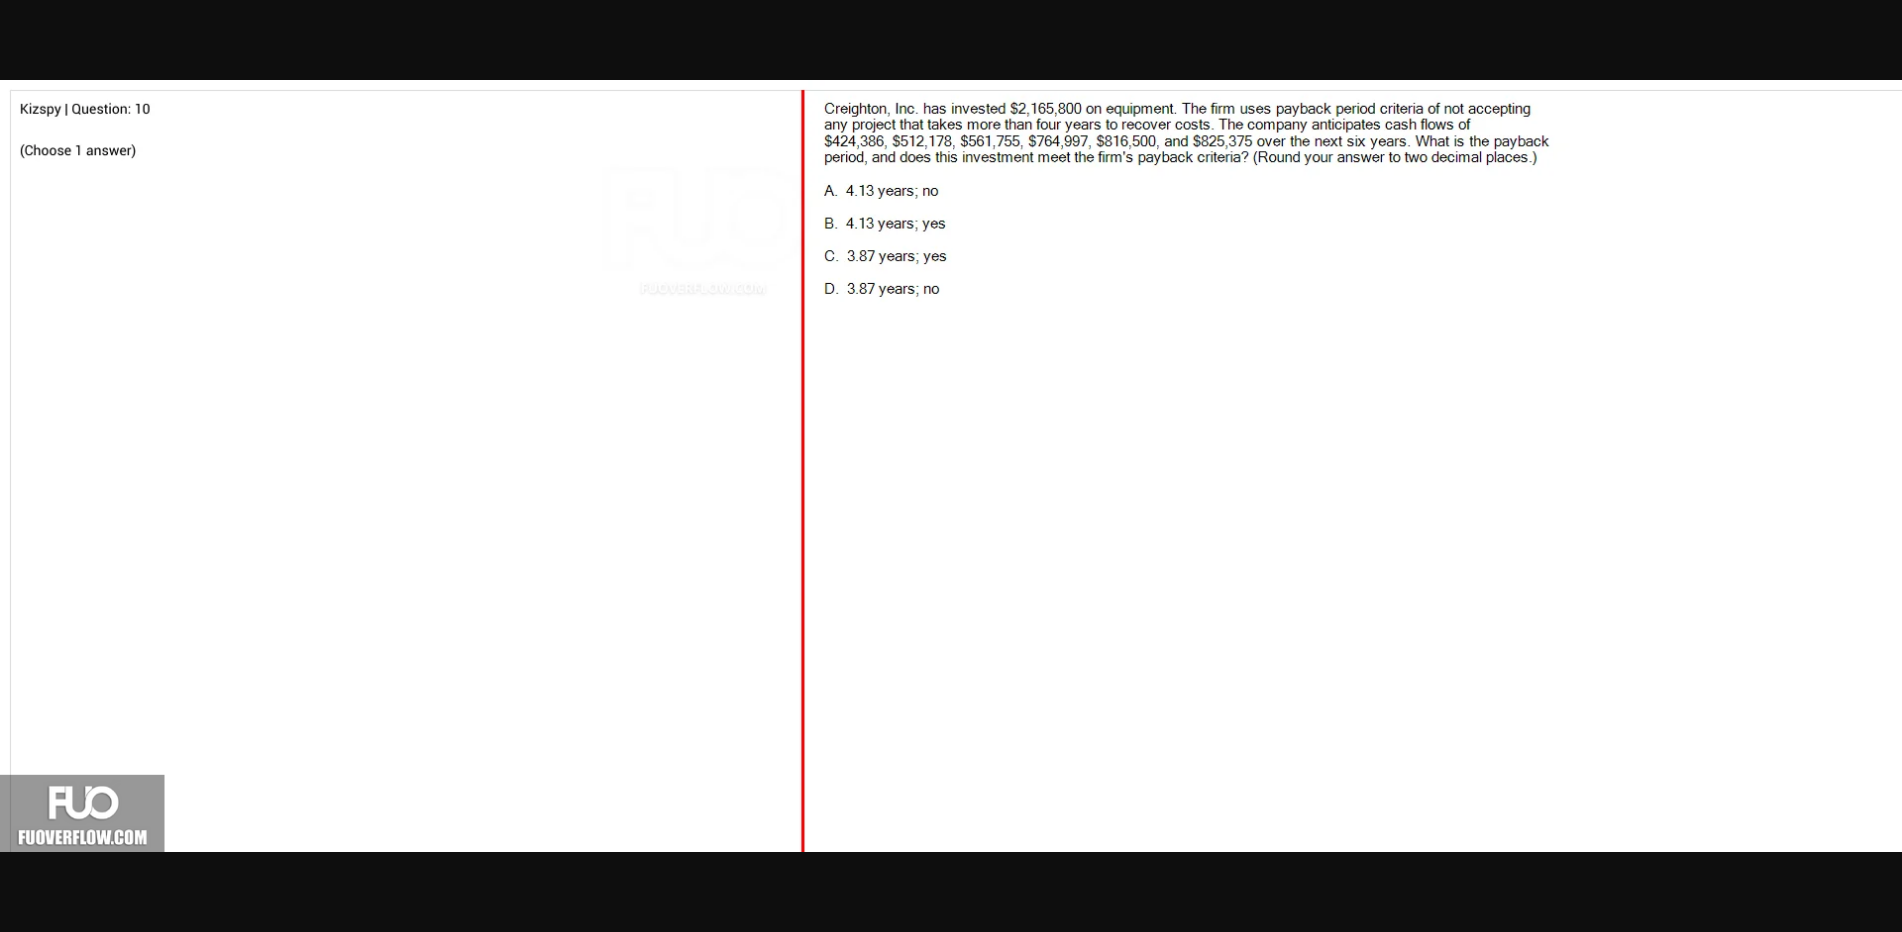 Kizspy | Question: 10
(Choose 1 answer)
FUO
FUOVERFLOW.COM
Creighton, Inc. has invested $2,165,800 on equipment. The firm uses payback period criteria of not accepting
any project that takes more than four years to recover costs. The company anticipates cash flows of
$424,386, $512,178, $561,755, $764,997, $816,500, and $825,375 over the next six years. What is the payback
period, and does this investment meet the firm's payback criteria? (Round your answer to two decimal places.)
A. 4.13 years; no
B. 4.13 years; yes
C. 3.87 years; yes
D. 3.87 years; no
FUO
FUOVERFLOW.COM